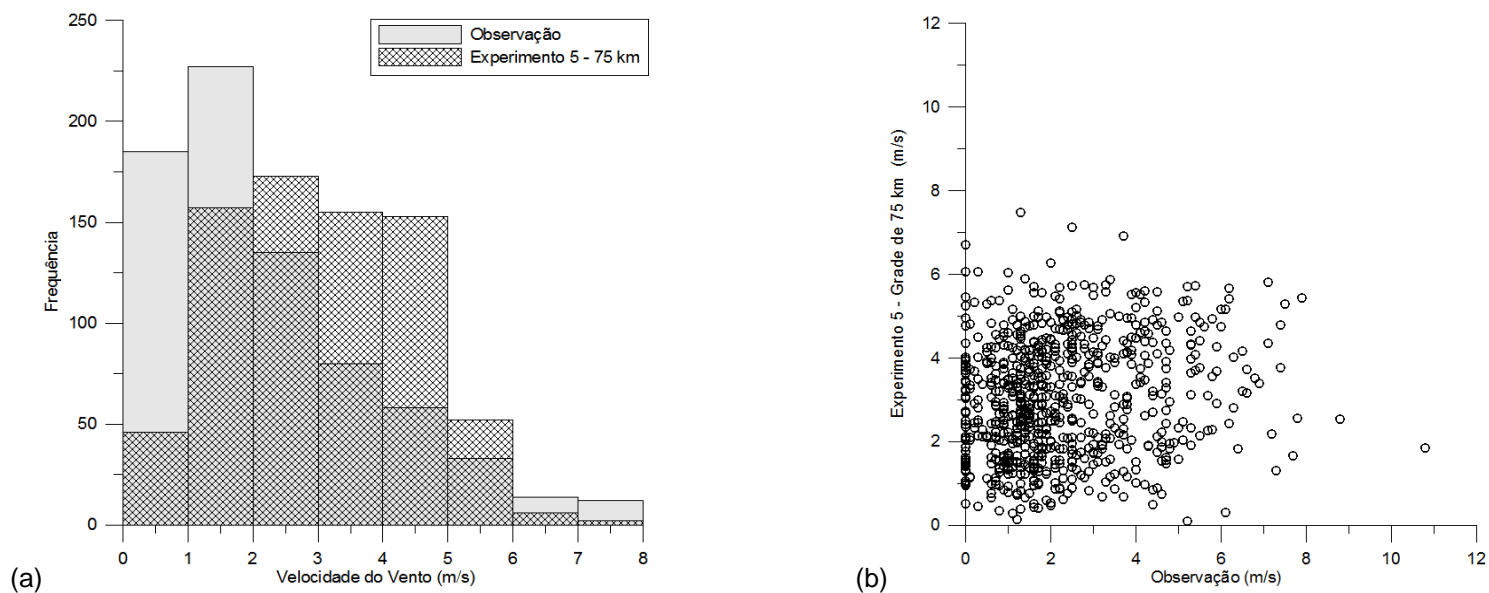 250
200
150
100
50
0
Frequência
Observação
Experimento 5 - 75 km
0 1 2 3 4 5 6 7 8
Velocidade do Vento (m/s)
(a)
12
10
8
6
4
2
0
Experimento 5 - Grade de 75 km (m/s)
0 2 4 6 8 10 12
Observação (m/s)
(b)